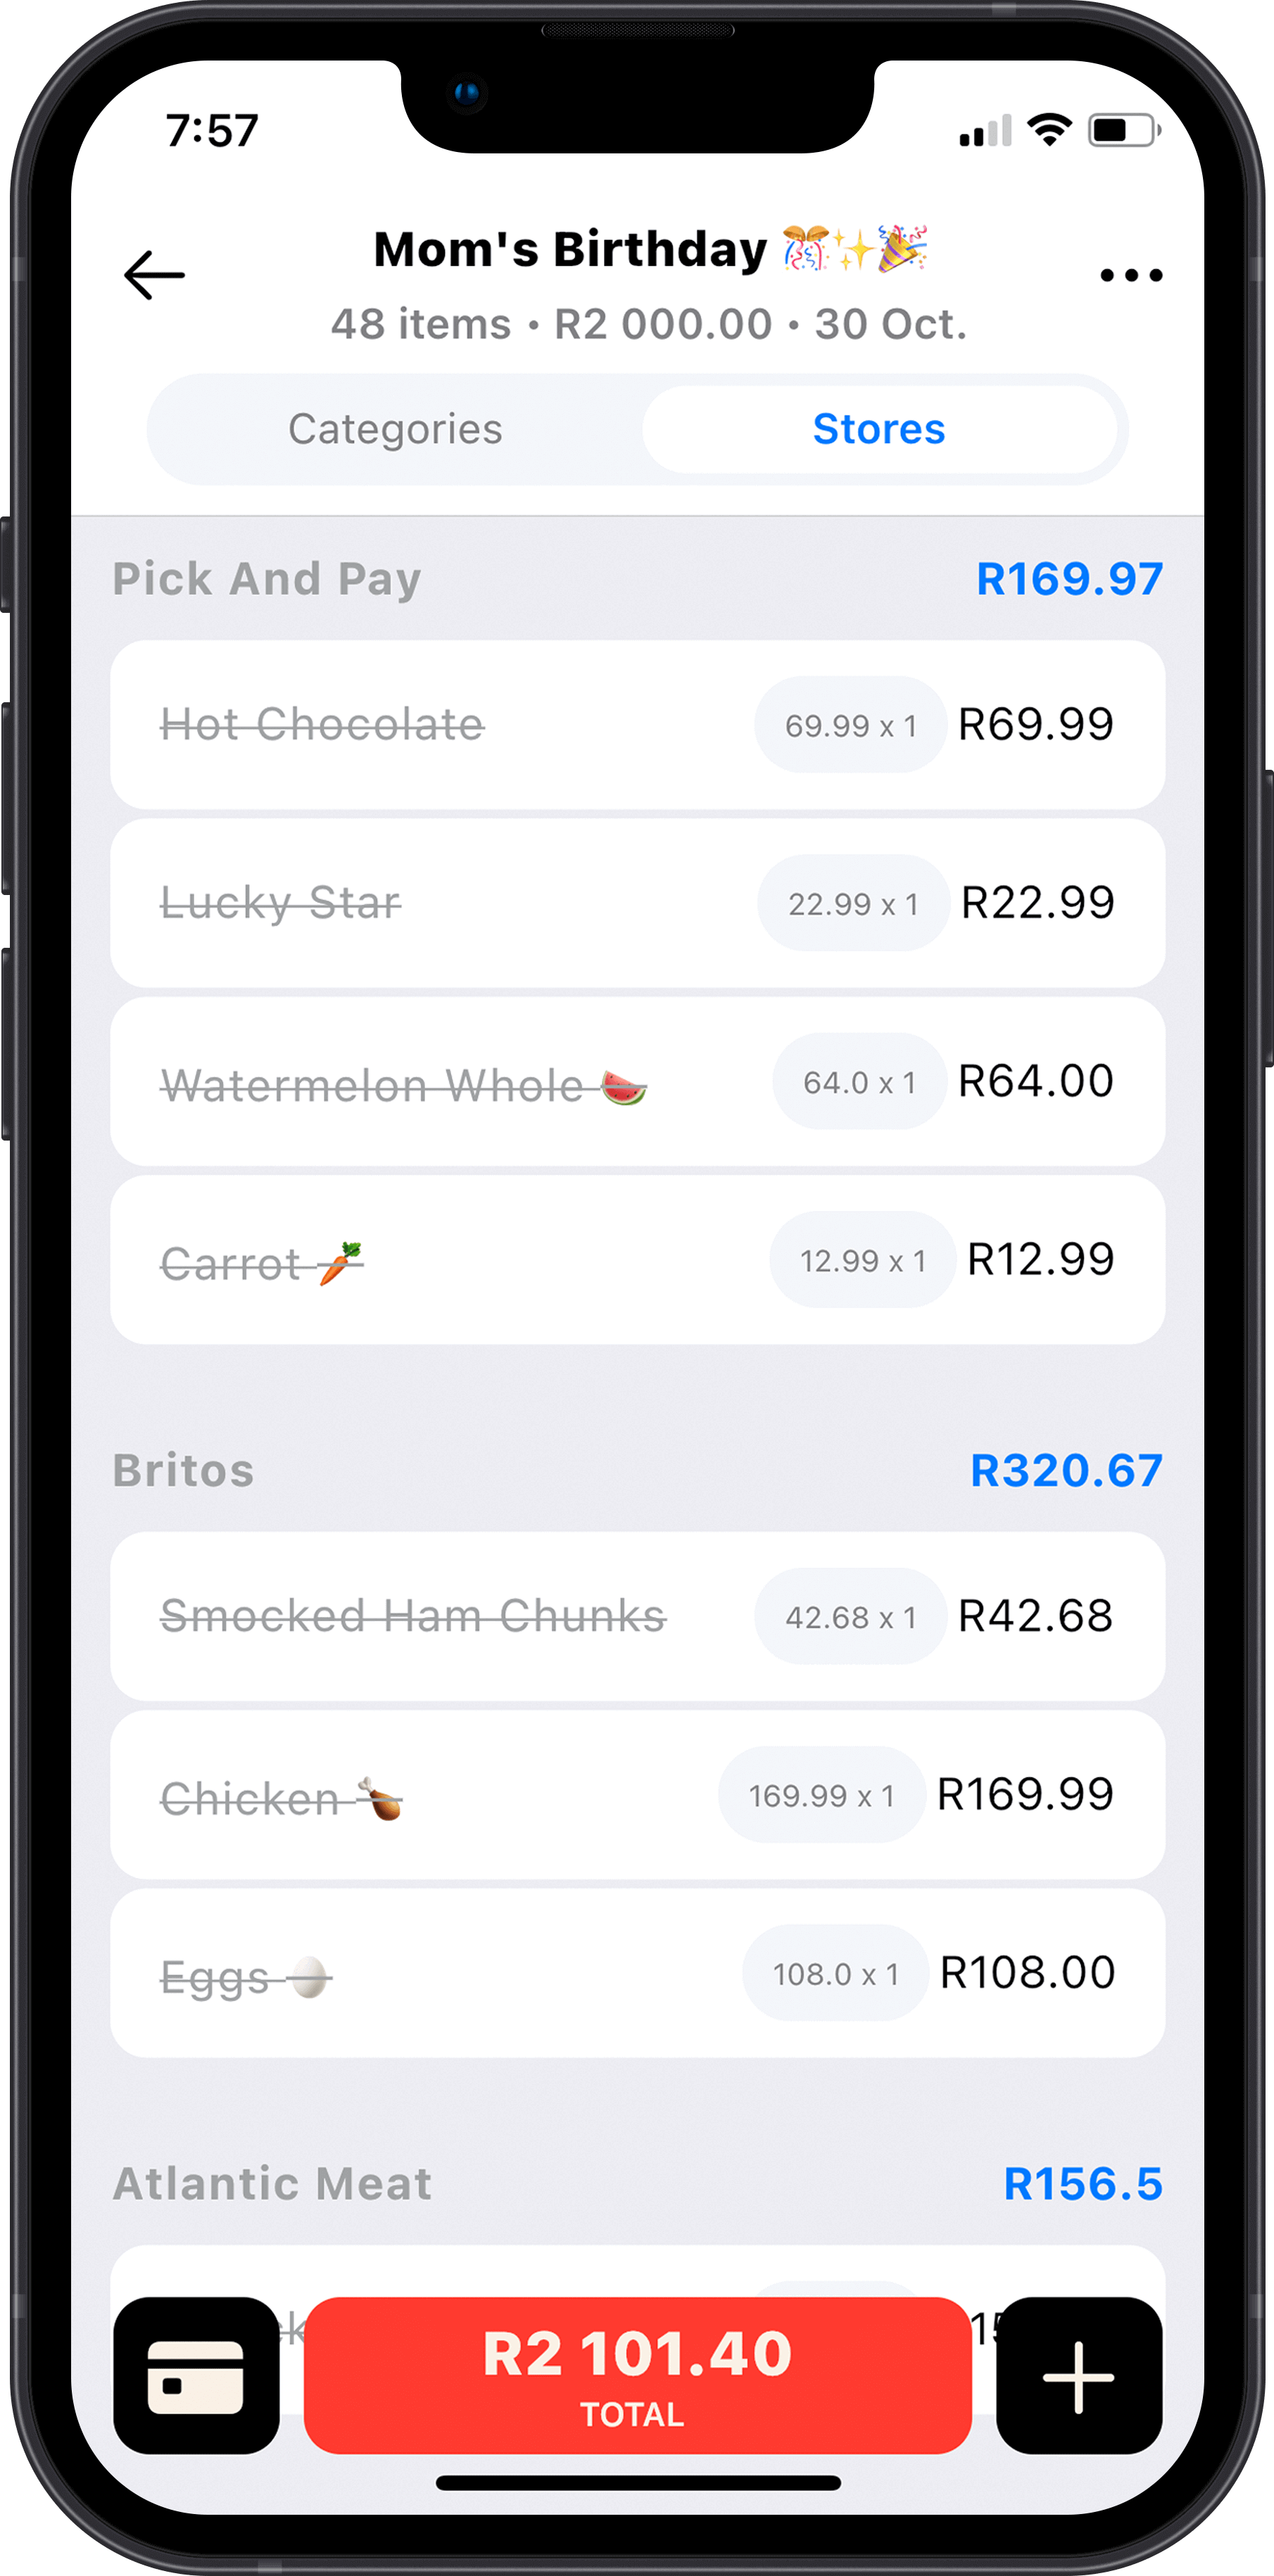 7:57
Mom's Birthday 🎊✨🎉
48 items • R2 000.00 • 30 Oct.
Categories Stores
Pick And Pay R169.97
Hot Chocolate 69.99 x 1 R69.99
Lucky Star 22.99 x 1 R22.99
Watermelon Whole 🍉 64.0 x 1 R64.00
Carrot 🥕 12.99 x 1 R12.99
Britos R320.67
Smocked Ham Chunks 42.68 x 1 R42.68
Chicken 🍗 169.99 x 1 R169.99
Eggs 🥚 108.0 x 1 R108.00
Atlantic Meat R156.5
R2 101.40
TOTAL